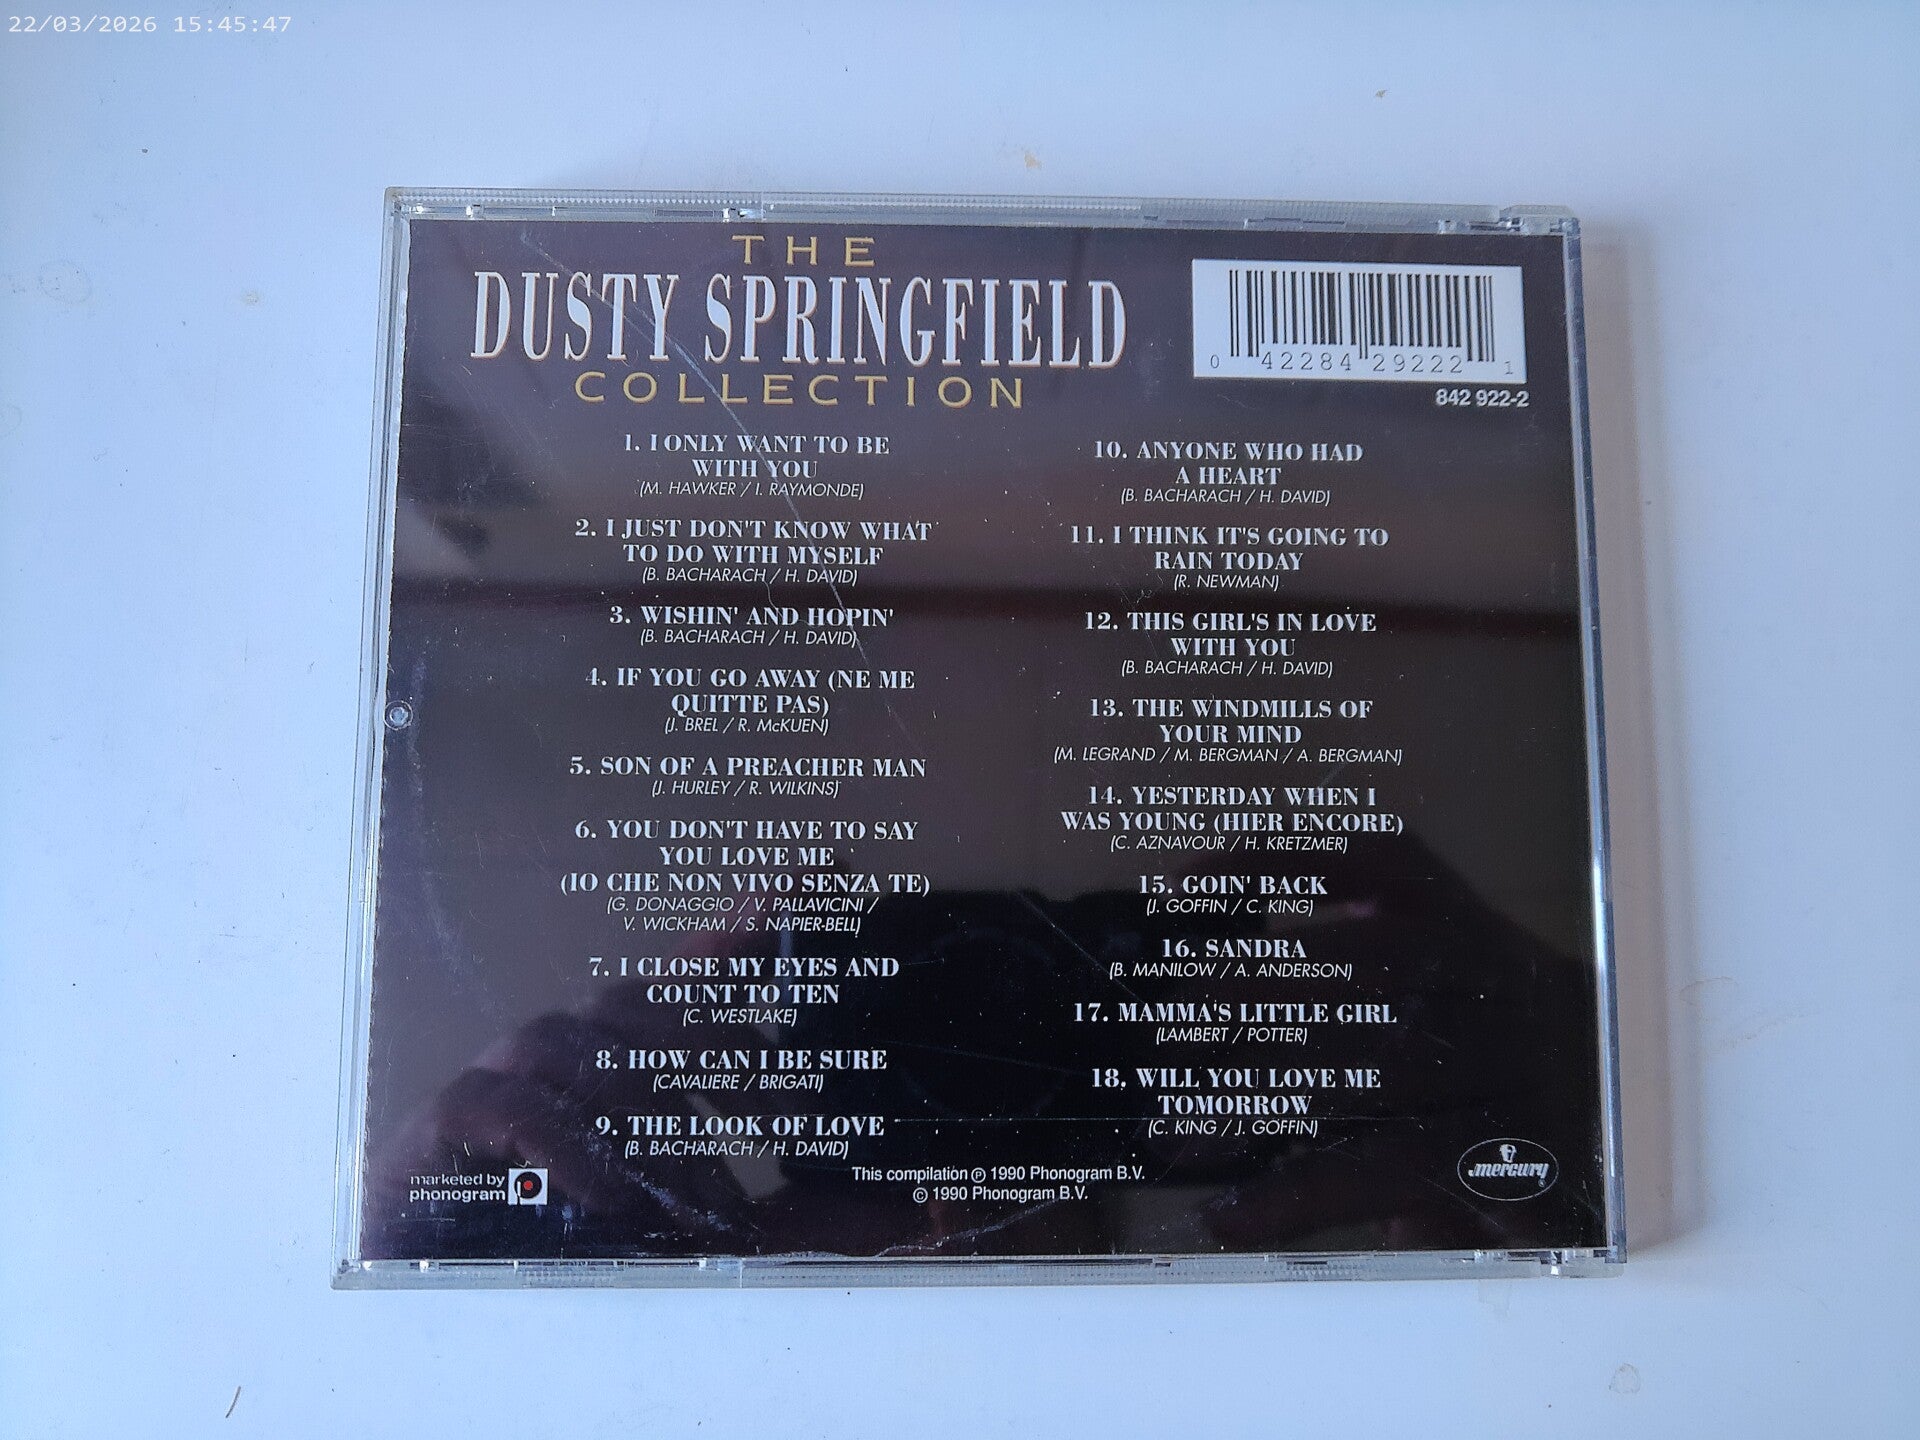 22/03/2026 15:45:47
THE
DUSTY SPRINGFIELD
COLLECTION
0 42284 29222 1
842 922-2
1. I ONLY WANT TO BE
WITH YOU
(M. HAWKER / I. RAYMONDE)
2. I JUST DON'T KNOW WHAT
TO DO WITH MYSELF
(B. BACHARACH / H. DAVID)
3. WISHIN' AND HOPIN'
(B. BACHARACH / H. DAVID)
4. IF YOU GO AWAY (NE ME
QUITTE PAS)
(J. BREL / R. McKUEN)
5. SON OF A PREACHER MAN
(J. HURLEY / R. WILKINS)
6. YOU DON'T HAVE TO SAY
YOU LOVE ME
(IO CHE NON VIVO SENZA TE)
(G. DONAGGIO / V. PALLAVICINI /
V. WICKHAM / S. NAPIER-BELL)
7. I CLOSE MY EYES AND
COUNT TO TEN
(C. WESTLAKE)
8. HOW CAN I BE SURE
(CAVALIERE / BRIGATI)
9. THE LOOK OF LOVE
(B. BACHARACH / H. DAVID)
10. ANYONE WHO HAD
A HEART
(B. BACHARACH / H. DAVID)
11. I THINK IT'S GOING TO
RAIN TODAY
(R. NEWMAN)
12. THIS GIRL'S IN LOVE
WITH YOU
(B. BACHARACH / H. DAVID)
13. THE WINDMILLS OF
YOUR MIND
(M. LEGRAND / M. BERGMAN / A. BERGMAN)
14. YESTERDAY WHEN I
WAS YOUNG (HIER ENCORE)
(C. AZNAVOUR / H. KRETZMER)
15. GOIN' BACK
(J. GOFFIN / C. KING)
16. SANDRA
(B. MANILOW / A. ANDERSON)
17. MAMMA'S LITTLE GIRL
(LAMBERT / POTTER)
18. WILL YOU LOVE ME
TOMORROW
(C. KING / J. GOFFIN)
marketed by
phonogram
This compilation ℗ 1990 Phonogram B.V.
© 1990 Phonogram B.V.
mercury